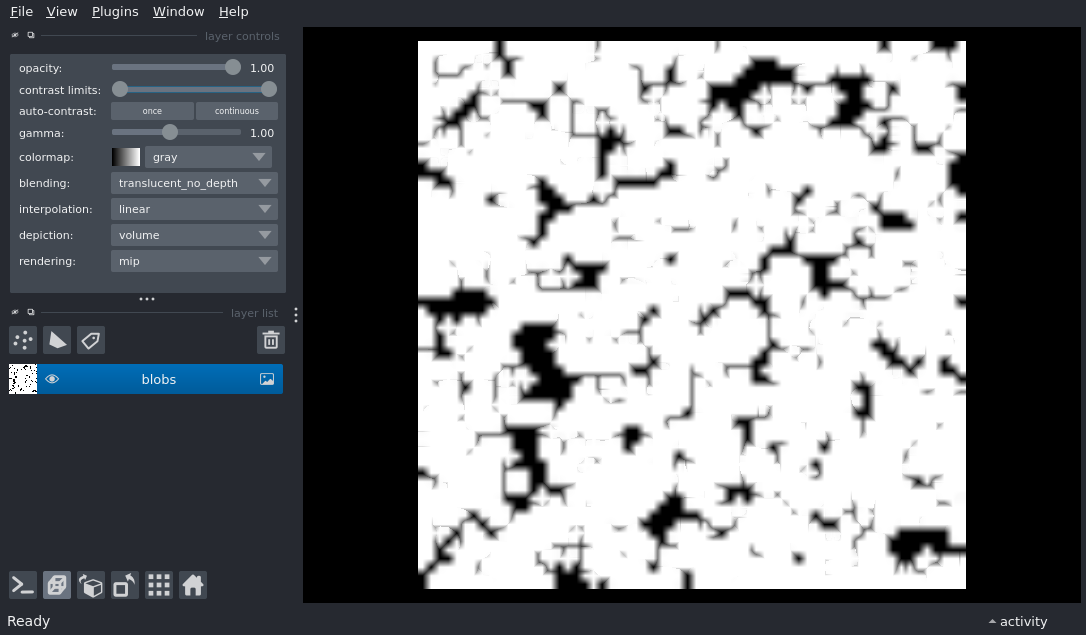 File View Plugins Window Help
layer controls
opacity: 1.00
contrast limits:
auto-contrast: once continuous
gamma: 1.00
colormap: gray
blending: translucent_no_depth
interpolation: linear
depiction: volume
rendering: mip
layer list
blobs
Ready activity